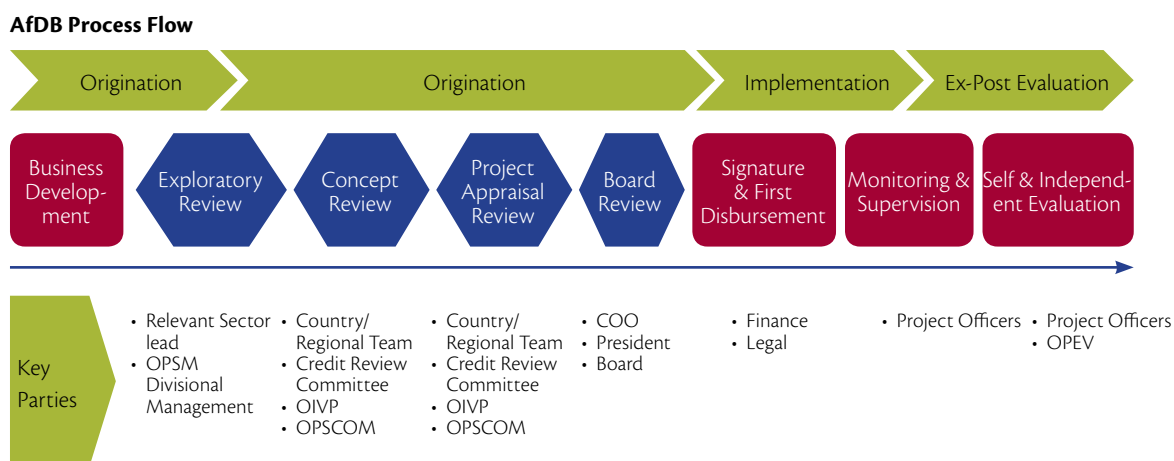 AfDB Process Flow
Origination
Origination
Implementation
Ex-Post Evaluation
Business
Develop-
ment
Exploratory
Review
Concept
Review
Project
Appraisal
Review
Board
Review
Signature
& First
Disbursement
Monitoring &
Supervision
Self & Independ-
ent Evaluation
Key
Parties
• Relevant Sector
lead
• OPSM
Divisional
Management
• Country/
Regional Team
• Credit Review
Committee
• OIVP
• OPSCOM
• Country/
Regional Team
• Credit Review
Committee
• OIVP
• OPSCOM
• COO
• President
• Board
• Finance
• Legal
• Project Officers
• Project Officers
• OPEV